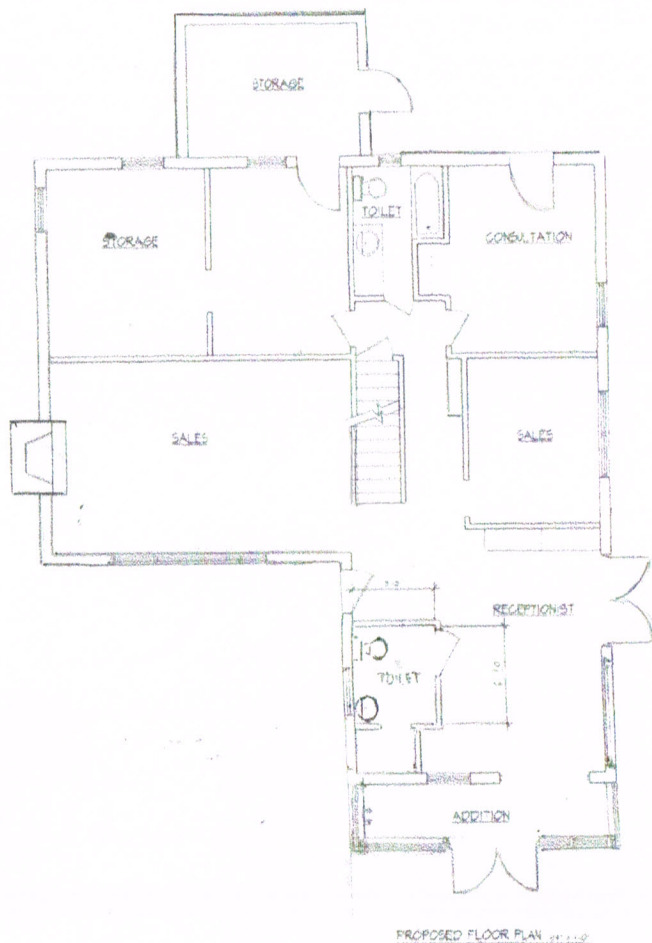 STORAGE
TOILET
STORAGE
CONSULTATION
SALES
SALES
RECEPTIONIST
TOILET
ADDITION
PROPOSED FLOOR PLAN